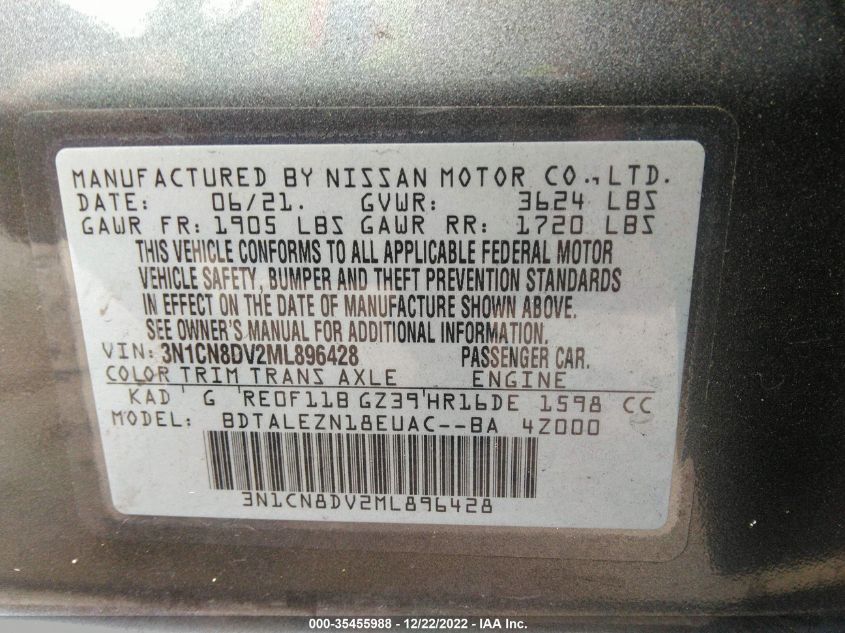 MANUFACTURED BY NISSAN MOTOR CO., LTD.
DATE: 06/21. GVWR: 3624 LBS
GAWR FR: 1905 LBS GAWR RR: 1720 LBS
THIS VEHICLE CONFORMS TO ALL APPLICABLE FEDERAL MOTOR
VEHICLE SAFETY, BUMPER AND THEFT PREVENTION STANDARDS
IN EFFECT ON THE DATE OF MANUFACTURE SHOWN ABOVE.
SEE OWNER'S MANUAL FOR ADDITIONAL INFORMATION.
VIN: 3N1CN8DV2ML896428 PASSENGER CAR.
COLOR TRIM TRANS AXLE ENGINE
KAD G RE0F11B GZ39 HR16DE 1598 CC
MODEL: BDTALEZN18EUAC--BA 4Z000
3N1CN8DV2ML896428
000-35455988 - 12/22/2022 - IAA Inc.